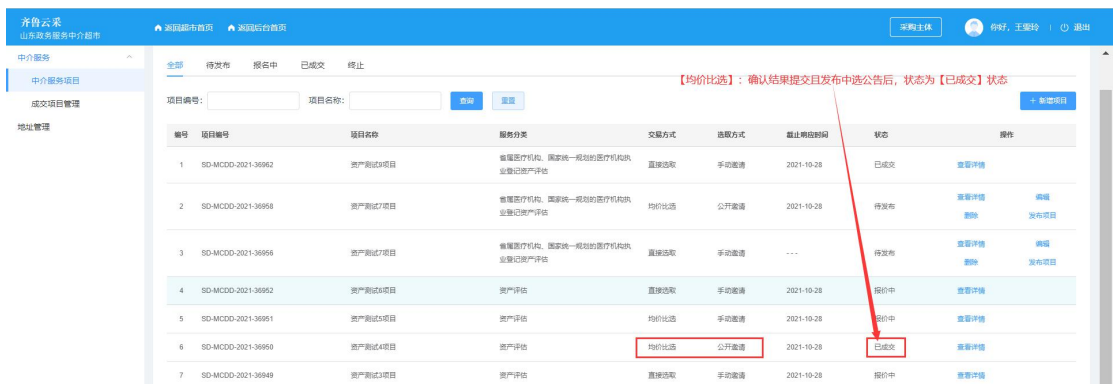 齐鲁云采
山东政务服务中介超市
返回超市首页 返回后台首页
采购主体
你好, 王雯玲 退出
中介服务
中介服务项目
成交项目管理
地址管理
全部 待发布 报名中 已成交 终止
【均价比选】：确认结果提交且发布中选公告后，状态为【已成交】状态
项目编号： 项目名称： 查询 重置 + 新增项目
编号 项目编号 项目名称 服务分类 交易方式 选取方式 截止响应时间 状态 操作
1 SD-MCDD-2021-36962 资产测试9项目 省属医疗机构、国家统一规划的医疗机构执业登记资产评估 直接选取 手动邀请 2021-10-28 已成交 查看详情
2 SD-MCDD-2021-36958 资产测试7项目 省属医疗机构、国家统一规划的医疗机构执业登记资产评估 均价比选 公开邀请 2021-10-28 待发布 查看详情 编辑
删除 发布项目
3 SD-MCDD-2021-36956 资产测试7项目 省属医疗机构、国家统一规划的医疗机构执业登记资产评估 直接选取 手动邀请 --- 待发布 查看详情 编辑
删除 发布项目
4 SD-MCDD-2021-36952 资产测试6项目 资产评估 直接选取 手动邀请 2021-10-28 报价中 查看详情
5 SD-MCDD-2021-36951 资产测试5项目 资产评估 均价比选 手动邀请 2021-10-28 报价中 查看详情
6 SD-MCDD-2021-36950 资产测试4项目 资产评估 均价比选 公开邀请 2021-10-28 已成交 查看详情
7 SD-MCDD-2021-36949 资产测试3项目 资产评估 直接选取 手动邀请 2021-10-28 报价中 查看详情